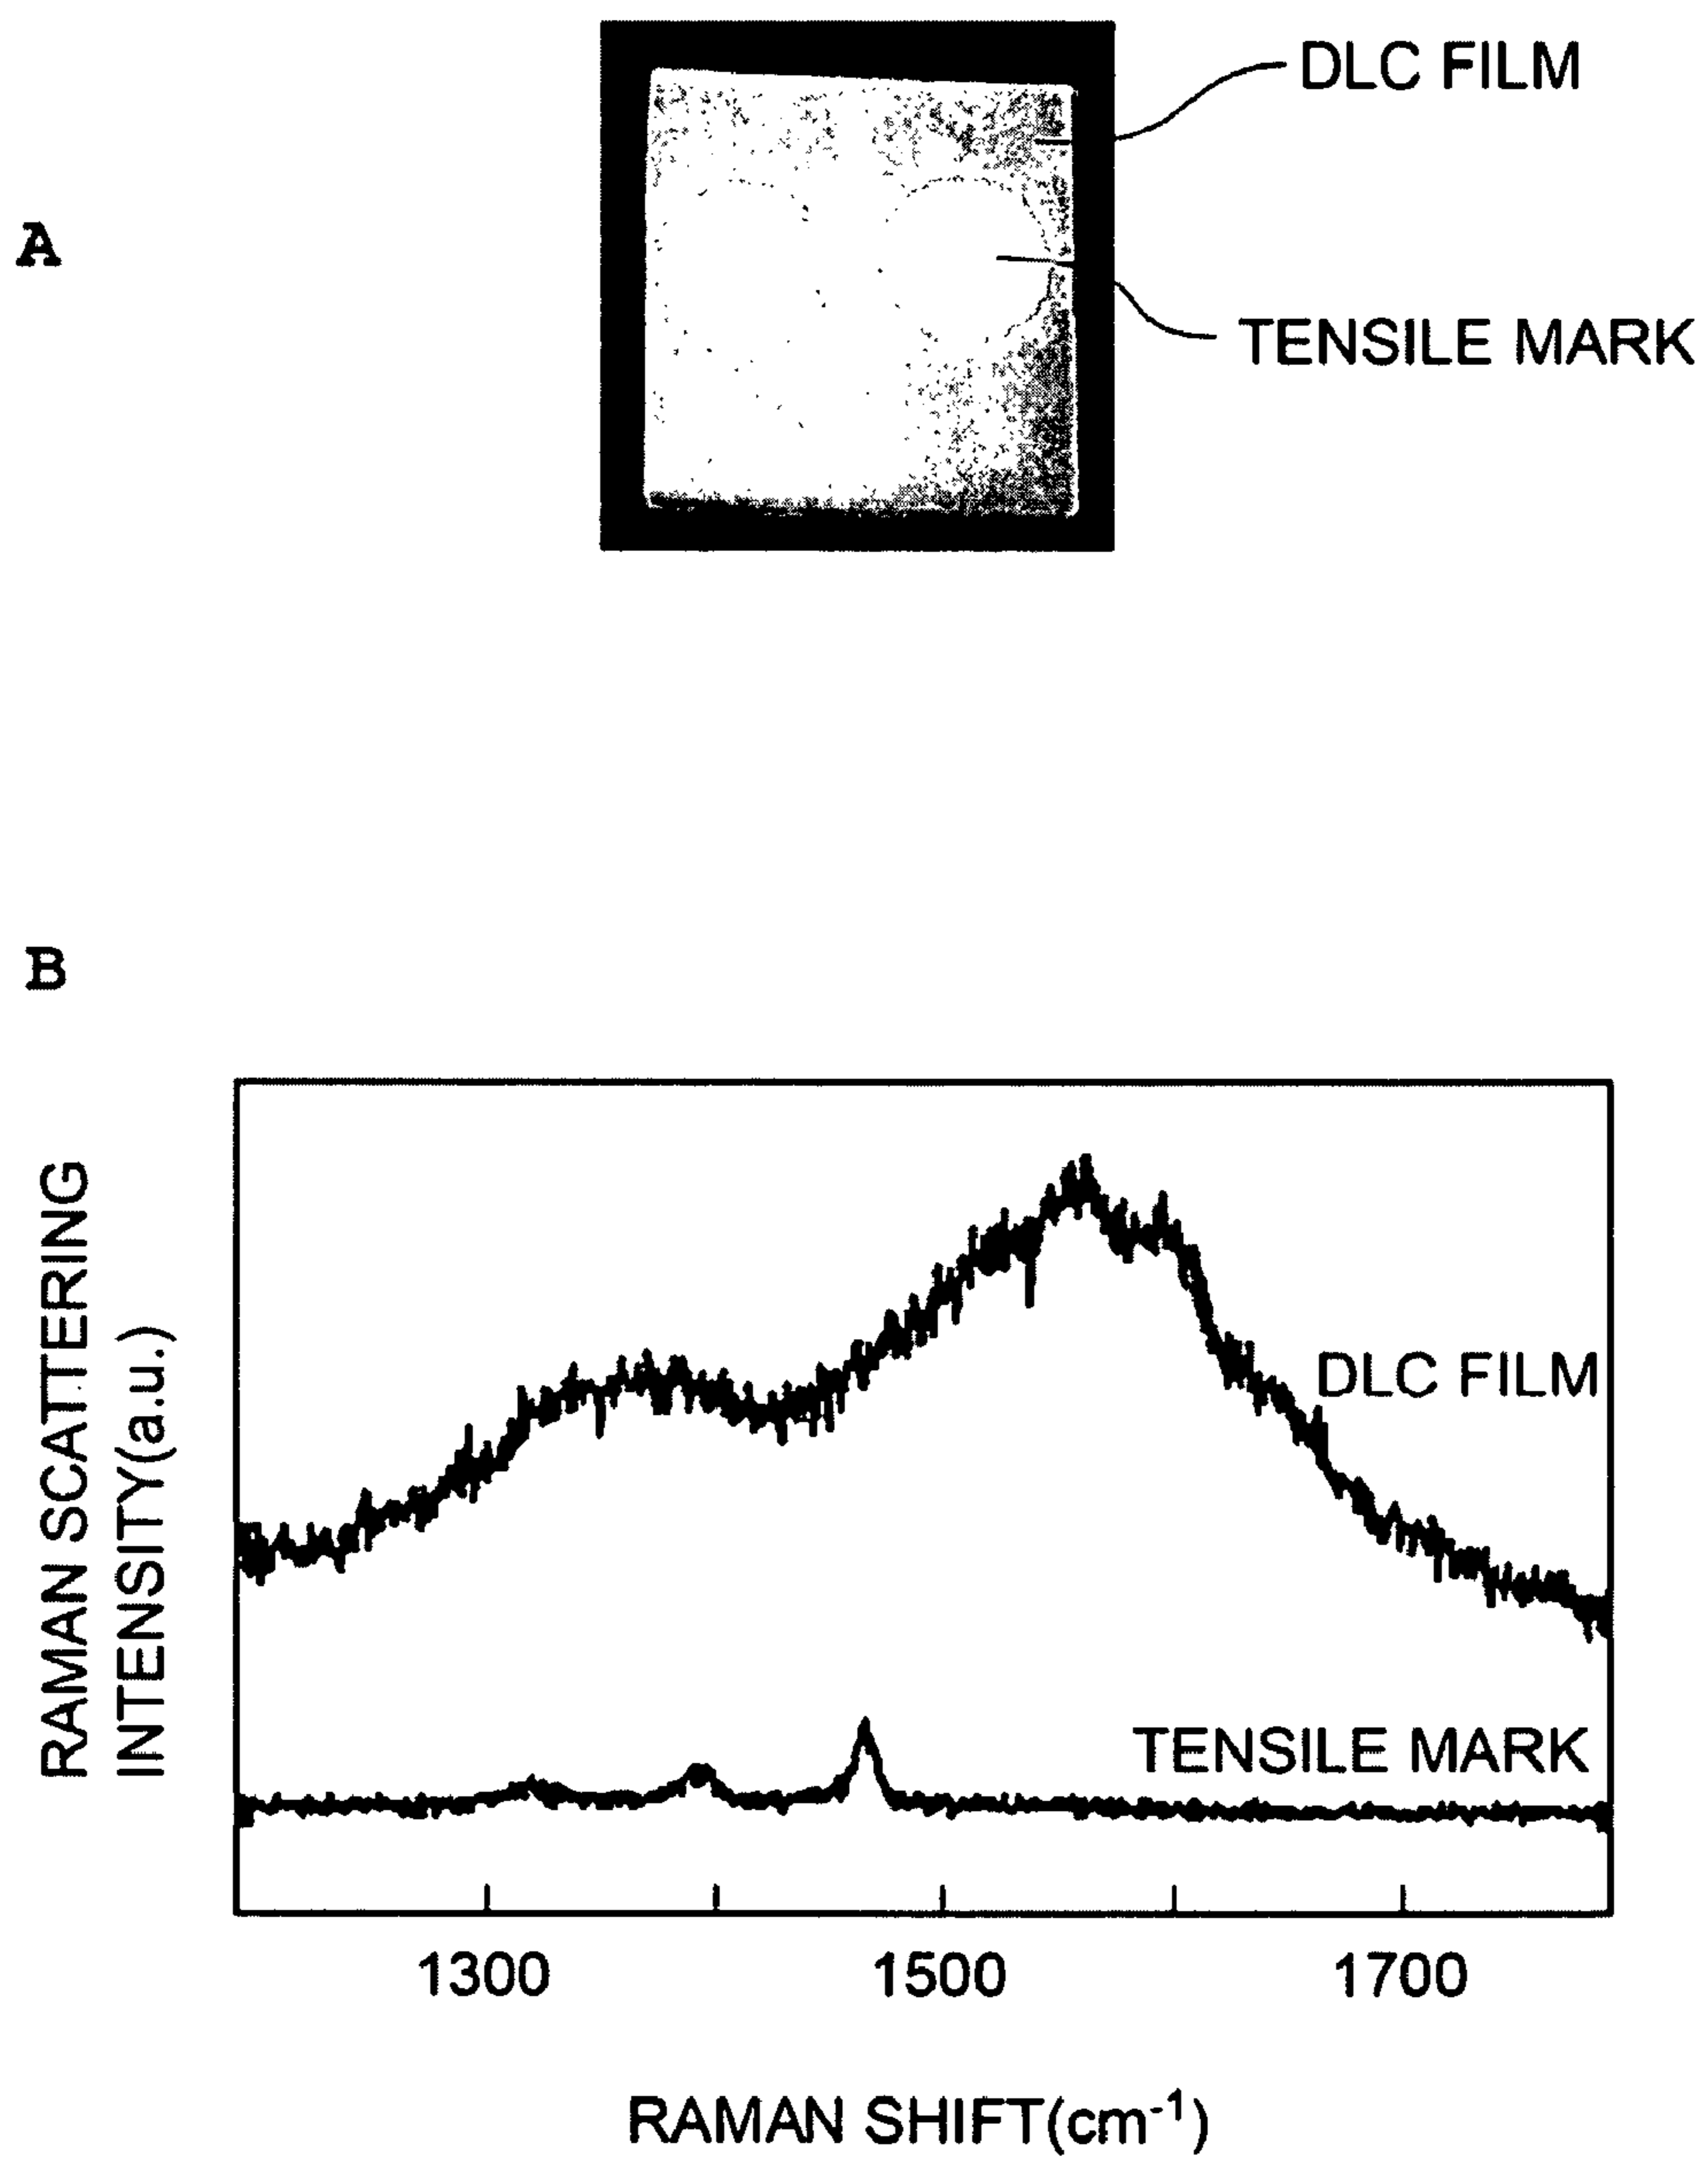 DLC FILM
A
TENSILE MARK
B
RAMAN SCATTERING
INTENSITY(a.u.)
DLC FILM
TENSILE MARK
1300 1500 1700
RAMAN SHIFT(cm⁻¹)